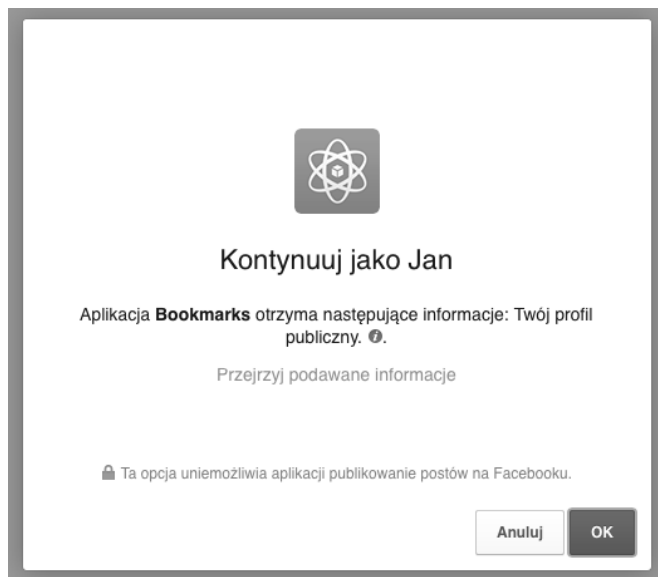 Kontynuuj jako Jan
Aplikacja Bookmarks otrzyma następujące informacje: Twój profil
publiczny. i.
Przejrzyj podawane informacje
Ta opcja uniemożliwia aplikacji publikowanie postów na Facebooku.
Anuluj OK